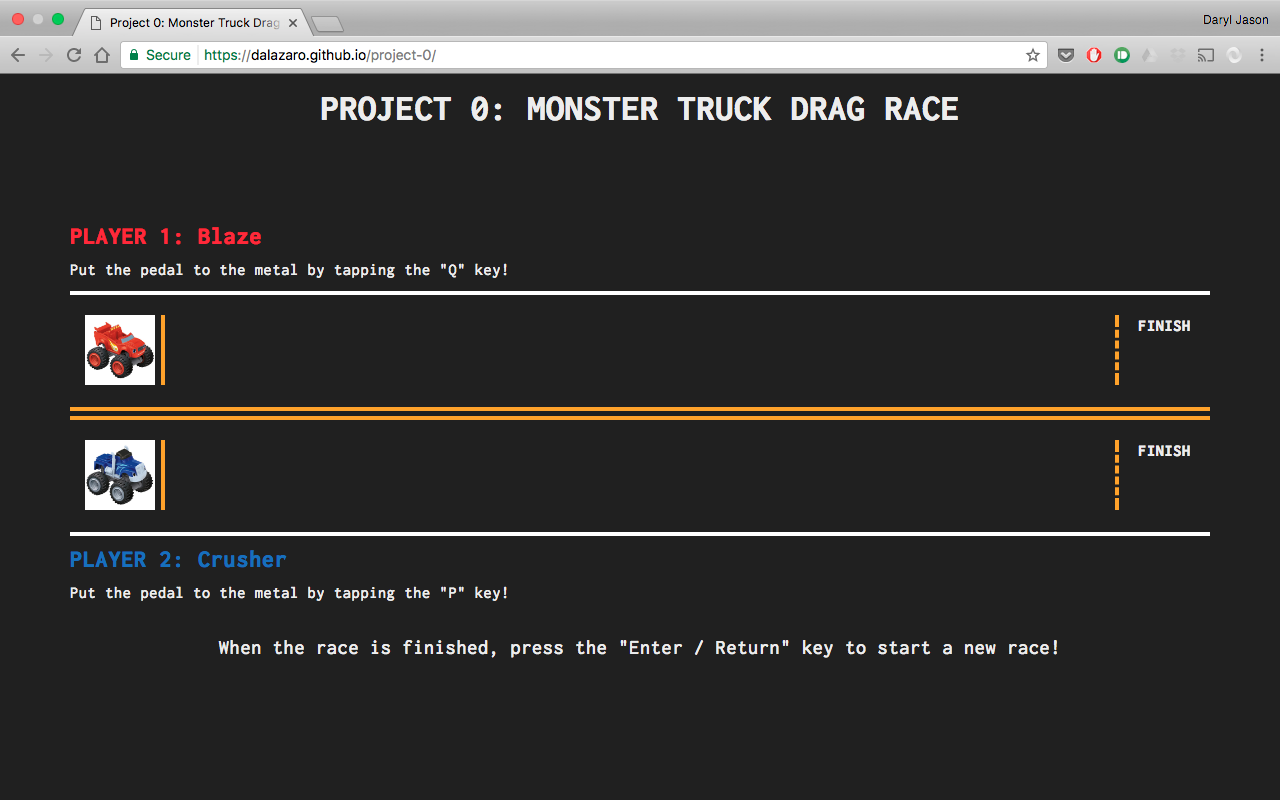 Project 0: Monster Truck Drag
Daryl Jason
Secure
https://dalazaro.github.io/project-0/
PROJECT 0: MONSTER TRUCK DRAG RACE
PLAYER 1: Blaze
Put the pedal to the metal by tapping the "Q" key!
FINISH
FINISH
PLAYER 2: Crusher
Put the pedal to the metal by tapping the "P" key!
When the race is finished, press the "Enter / Return" key to start a new race!